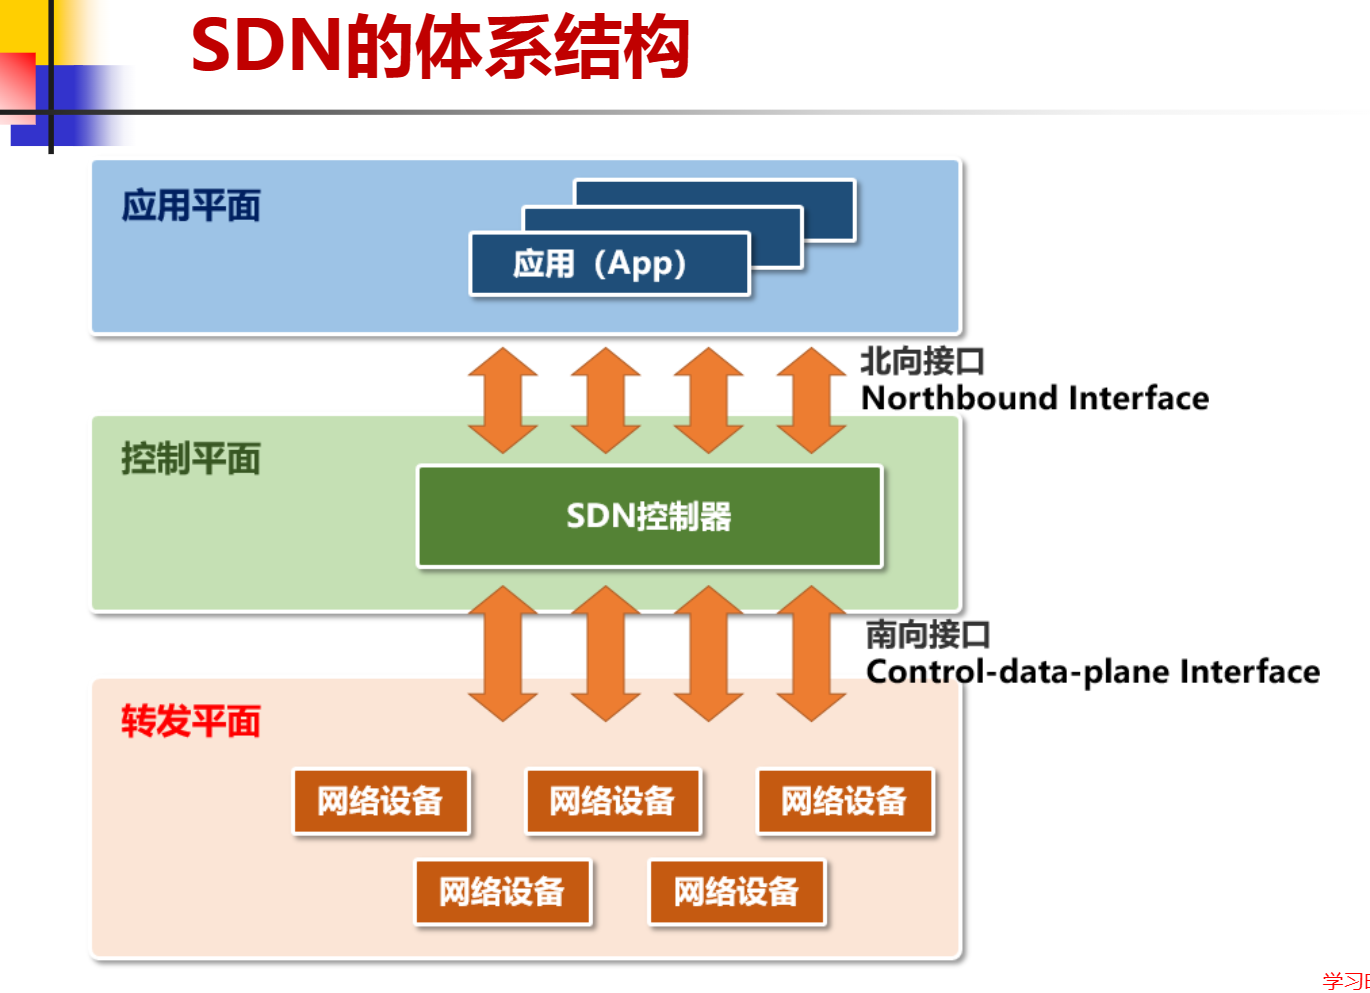 SDN的体系结构
应用平面
应用（App）
北向接口
Northbound Interface
控制平面
SDN控制器
南向接口
Control-data-plane Interface
转发平面
网络设备
网络设备
网络设备
网络设备
网络设备
学习